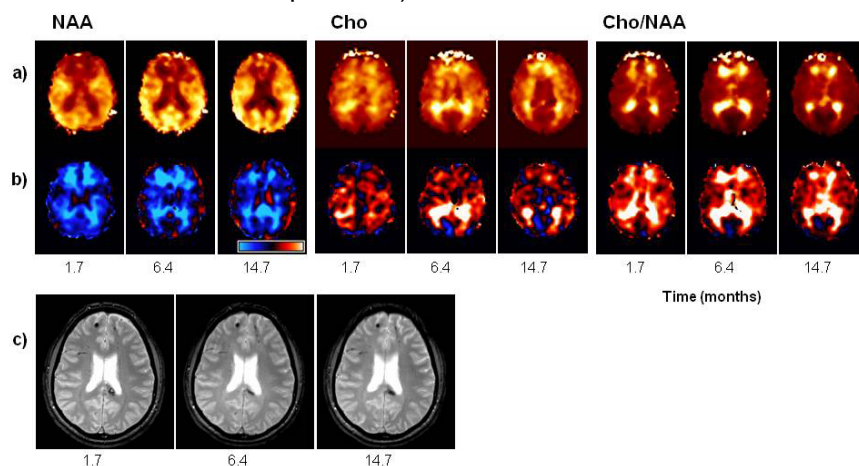 NAA Cho Cho/NAA
a)
b)
1.7 6.4 14.7 1.7 6.4 14.7 1.7 6.4 14.7
Time (months)
c)
1.7 6.4 14.7